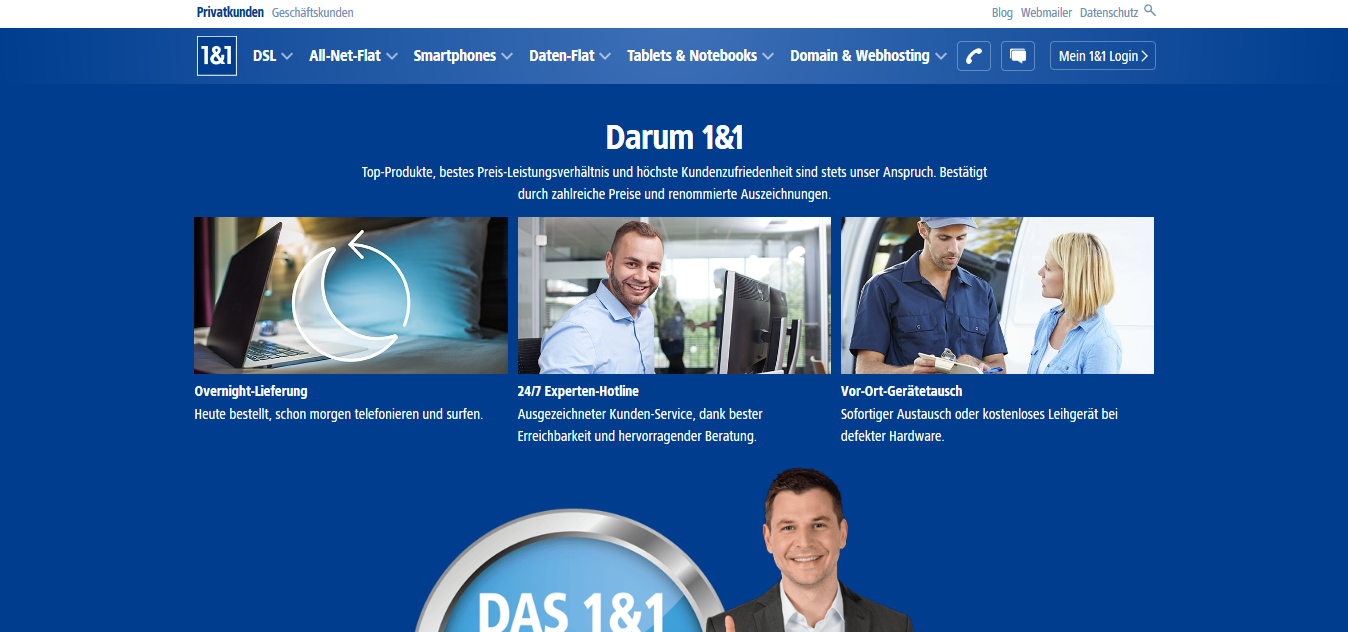 Privatkunden Geschäftskunden Blog Webmailer Datenschutz
1&1 DSL All-Net-Flat Smartphones Daten-Flat Tablets & Notebooks Domain & Webhosting Mein 1&1 Login
Darum 1&1
Top-Produkte, bestes Preis-Leistungsverhältnis und höchste Kundenzufriedenheit sind stets unser Anspruch. Bestätigt
durch zahlreiche Preise und renommierte Auszeichnungen.
Overnight-Lieferung
Heute bestellt, schon morgen telefonieren und surfen.
24/7 Experten-Hotline
Ausgezeichneter Kunden-Service, dank bester
Erreichbarkeit und hervorragender Beratung.
Vor-Ort-Gerätetausch
Sofortiger Austausch oder kostenloses Leihgerät bei
defekter Hardware.
DAS 1&1